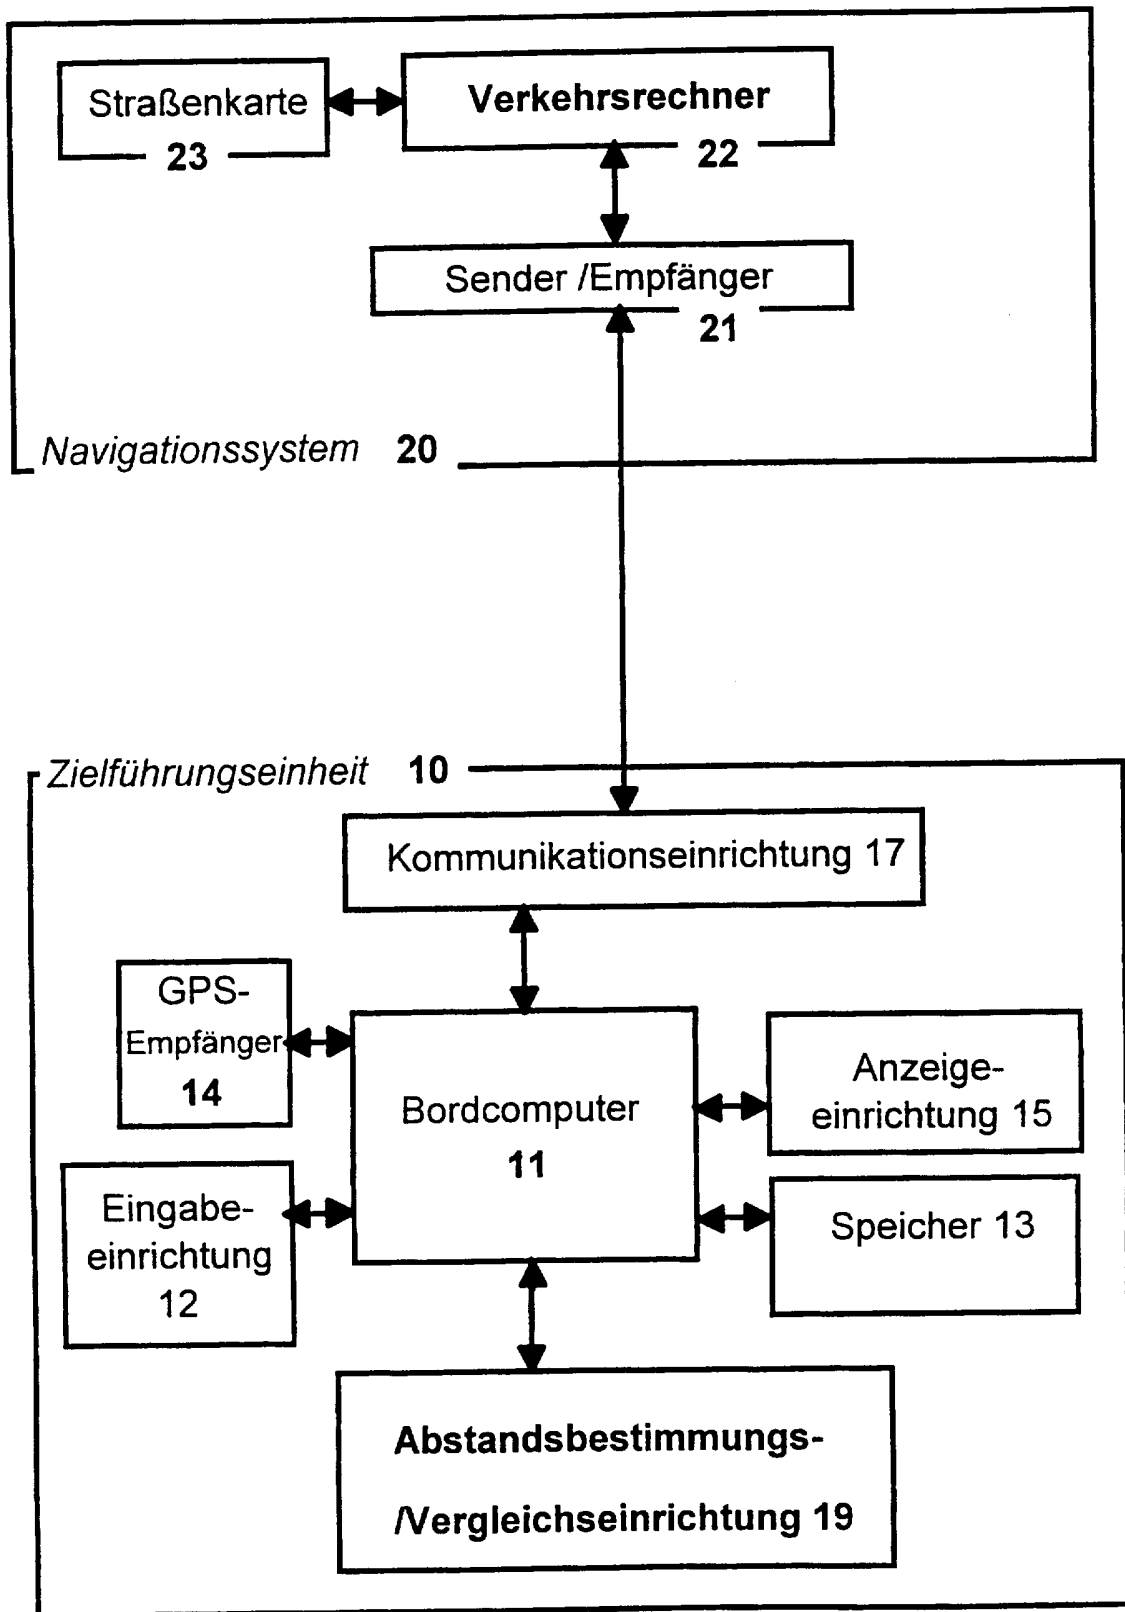 Straßenkarte
23
Verkehrsrechner
22
Sender /Empfänger
21
Navigationssystem 20
Zielführungseinheit 10
Kommunikationseinrichtung 17
GPS-
Empfänger
14
Bordcomputer
11
Anzeige-
einrichtung 15
Eingabe-
einrichtung
12
Speicher 13
Abstandsbestimmungs-
/Vergleichseinrichtung 19